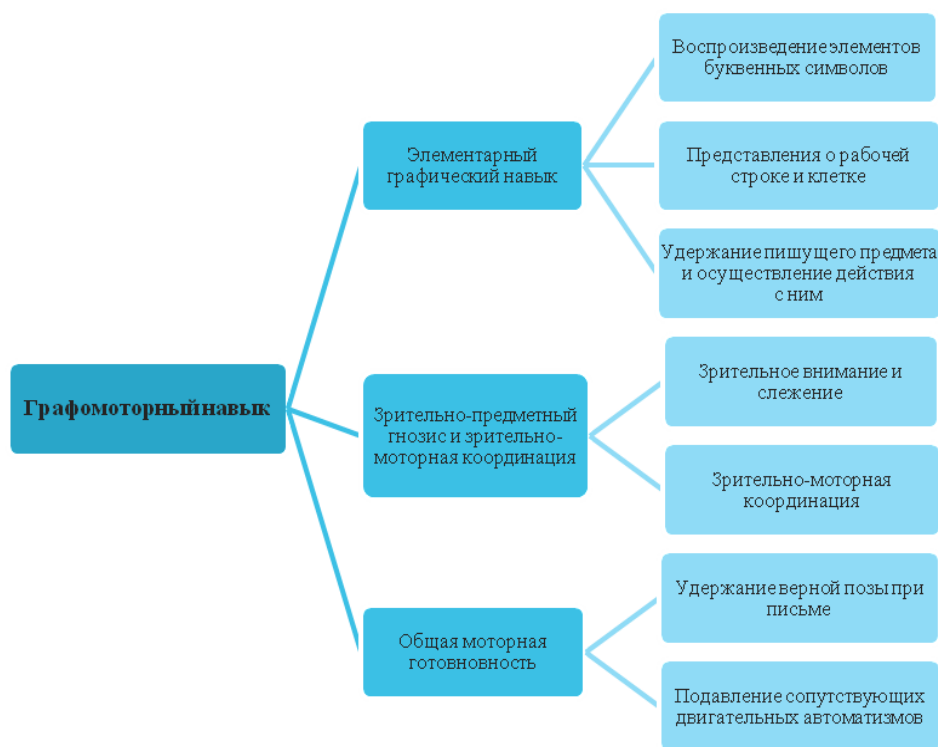 Графомоторный навык
Элементарный
графический навык
Воспроизведение элементов
буквенных символов
Представления о рабочей
строке и клетке
Удержание пишущего предмета
и осуществление действия
с ним
Зрительно-предметный
гнозис и зрительно-
моторная координация
Зрительное внимание и
слежение
Зрительно-моторная
координация
Общая моторная
готовновность
Удержание верной позы при
письме
Подавление сопутствующих
двигательных автоматизмов